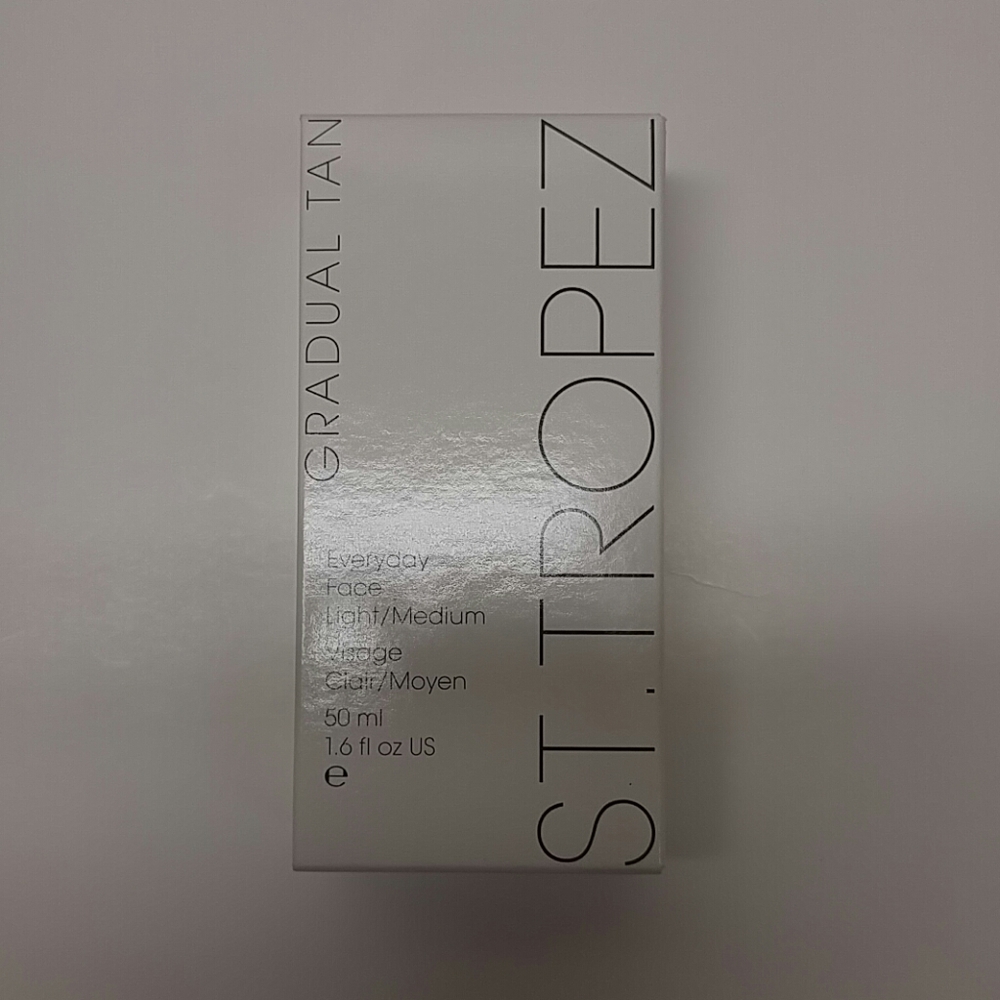 GRADUAL TAN
ST.TROPEZ
Everyday
Face
Light/Medium
Visage
Clair/Moyen
50 ml
1.6 fl oz US
e